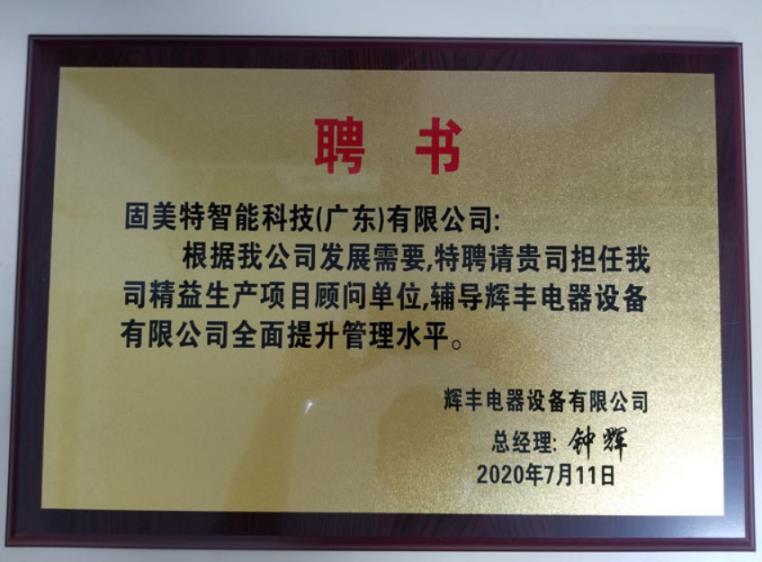 聘 书
固美特智能科技(广东)有限公司:
根据我公司发展需要,特聘请贵司担任我
司精益生产项目顾问单位,辅导辉丰电器设备
有限公司全面提升管理水平。
辉丰电器设备有限公司
总经理: 钟辉
2020年7月11日